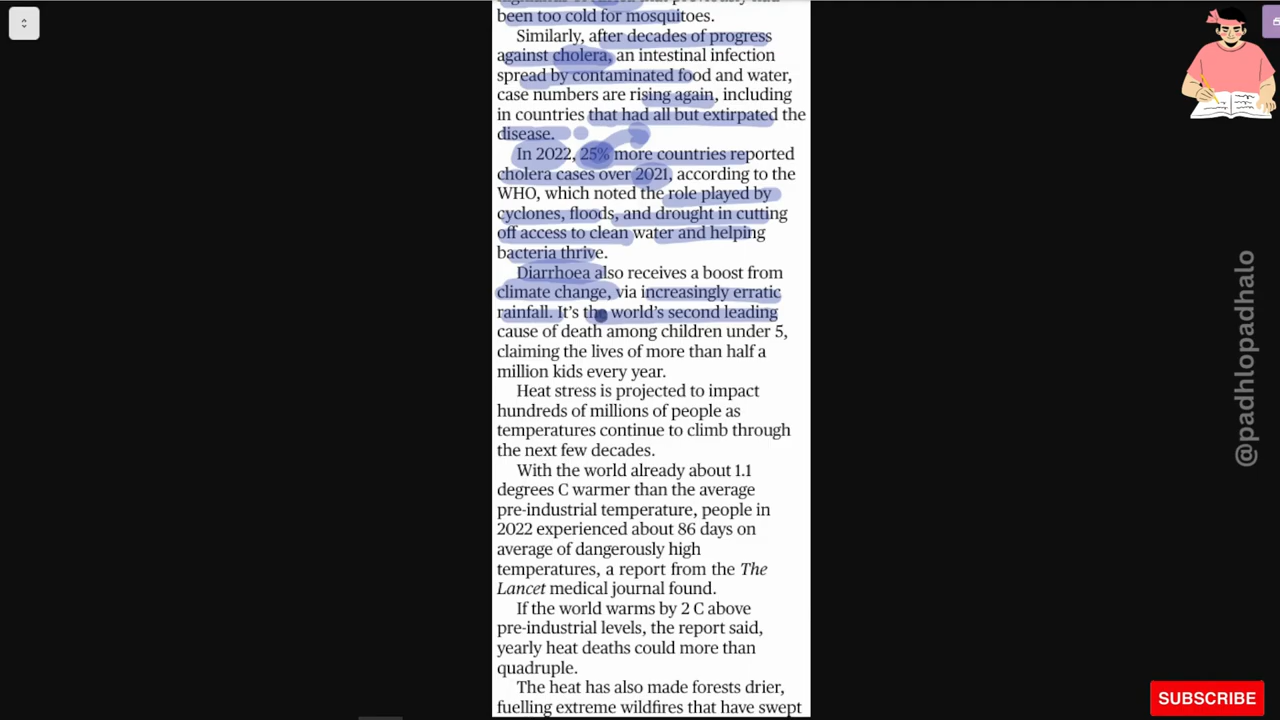 been too cold for mosquitoes.
Similarly, after decades of progress
against cholera, an intestinal infection
spread by contaminated food and water,
case numbers are rising again, including
in countries that had all but extirpated the
disease.
In 2022, 25% more countries reported
cholera cases over 2021, according to the
WHO, which noted the role played by
cyclones, floods, and drought in cutting
off access to clean water and helping
bacteria thrive.
Diarrhoea also receives a boost from
climate change, via increasingly erratic
rainfall. It’s the world’s second leading
cause of death among children under 5,
claiming the lives of more than half a
million kids every year.
Heat stress is projected to impact
hundreds of millions of people as
temperatures continue to climb through
the next few decades.
With the world already about 1.1
degrees C warmer than the average
pre-industrial temperature, people in
2022 experienced about 86 days on
average of dangerously high
temperatures, a report from the The
Lancet medical journal found.
If the world warms by 2 C above
pre-industrial levels, the report said,
yearly heat deaths could more than
quadruple.
The heat has also made forests drier,
fuelling extreme wildfires that have swept
@padhlopadhalo
SUBSCRIBE